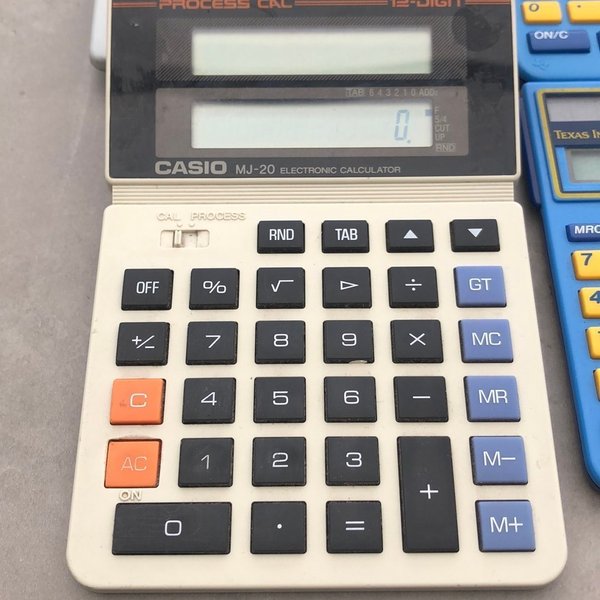 PROCESS CAL 12-DIGIT
TAB 6 4 3 2 1 0 ADD2
0.
F
5/4
CUT
UP
RND
CASIO MJ-20 ELECTRONIC CALCULATOR
CAL PROCESS
RND TAB ▲ ▼
OFF % √ ▷ ÷ GT
+/− 7 8 9 × MC
C 4 5 6 − MR
AC 1 2 3 + M−
ON
0 · = M+
0
ON/C
TEXAS IN
MRC
7
4